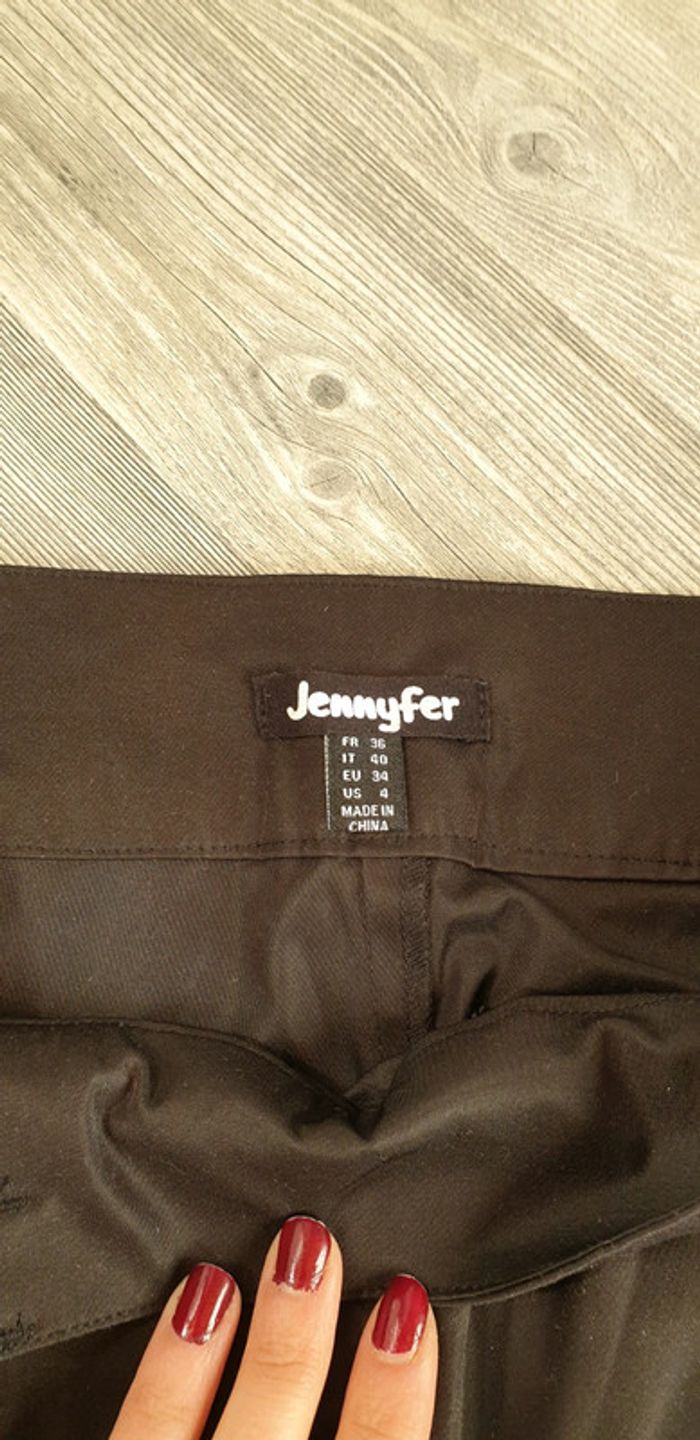 Jennyfer
FR 36
IT 40
EU 34
US 4
MADE IN
CHINA